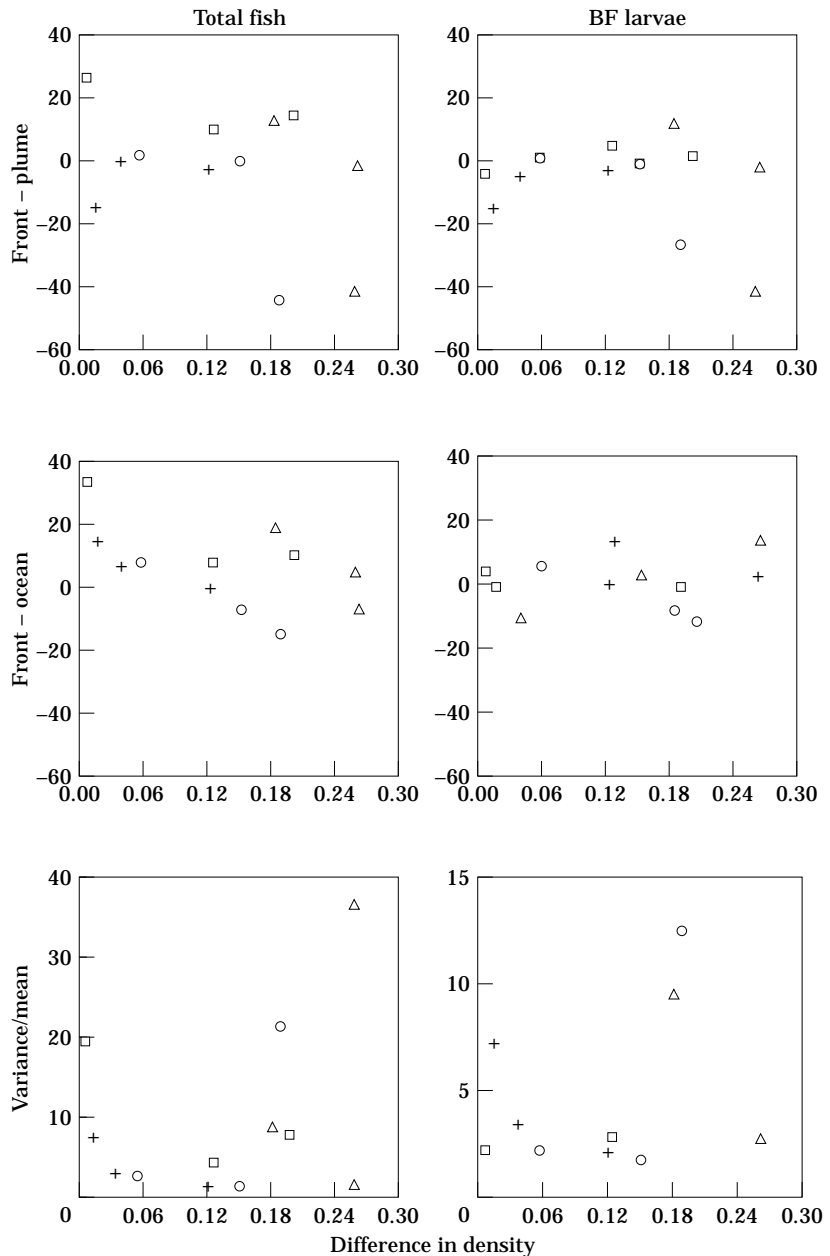 Total fish
BF larvae
40
20
0
–20
–40
–60
Front – plume
0.00 0.06 0.12 0.18 0.24 0.30
40
20
0
–20
–40
–60
0.00 0.06 0.12 0.18 0.24 0.30
40
20
0
–20
–40
–60
Front – ocean
0.00 0.06 0.12 0.18 0.24 0.30
40
20
0
–20
–40
–60
0.00 0.06 0.12 0.18 0.24 0.30
40
30
20
10
0
Variance/mean
0.06 0.12 0.18 0.24 0.30
15
10
5
0
0.06 0.12 0.18 0.24 0.30
Difference in density